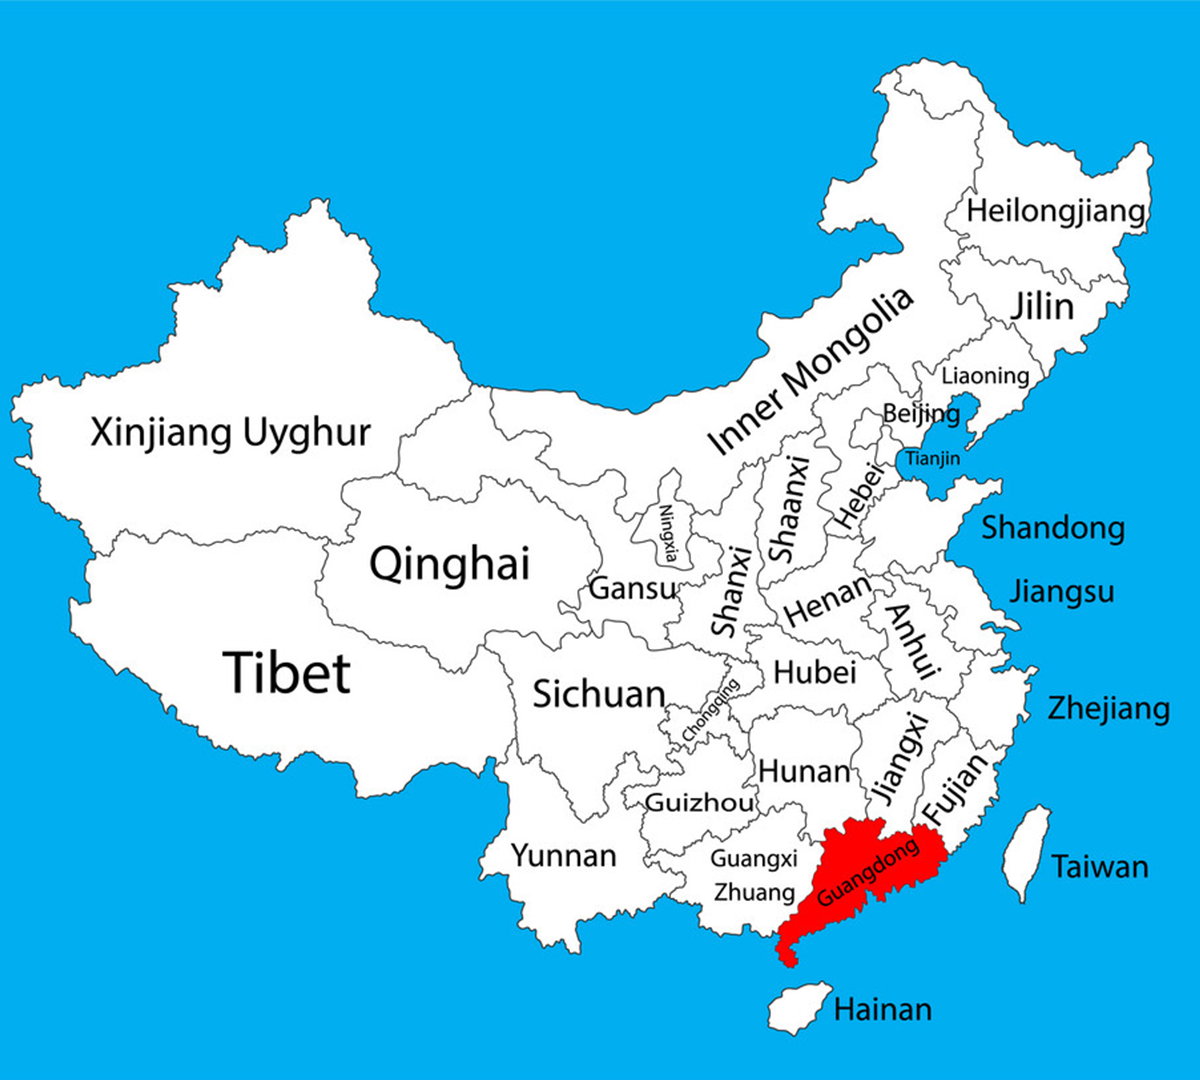 Heilongjiang
Jilin
Inner Mongolia
Liaoning
Beijing
Tianjin
Xinjiang Uyghur
Hebei
Shaanxi
Ningxia
Shandong
Qinghai
Gansu
Shanxi
Henan
Jiangsu
Anhui
Tibet
Sichuan
Chongqing
Hubei
Zhejiang
Hunan
Jiangxi
Fujian
Guizhou
Yunnan
Guangxi
Zhuang
Guangdong
Taiwan
Hainan